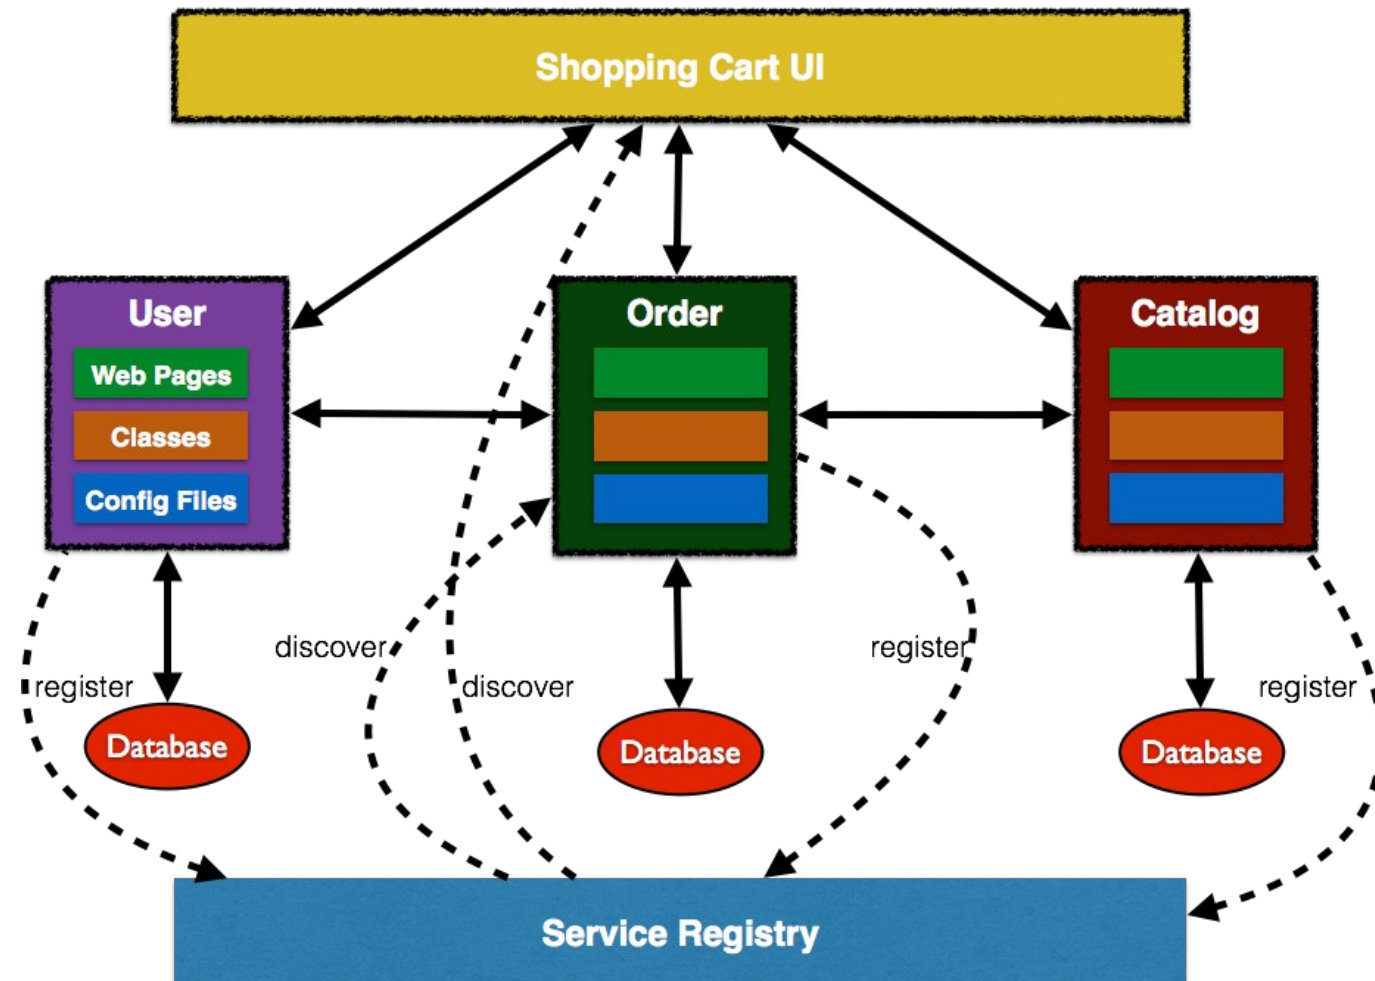 Shopping Cart UI
User
Order
Catalog
Web Pages
Classes
Config Files
discover
register
register
discover
register
Database
Database
Database
Service Registry